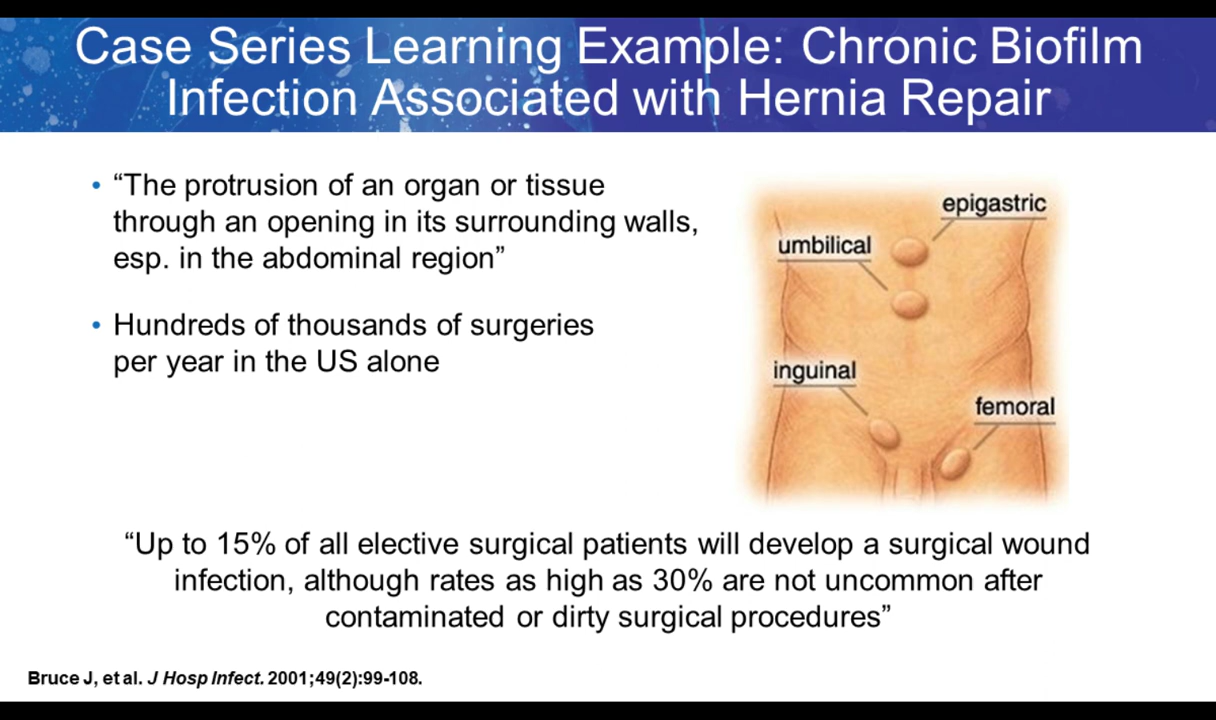 Case Series Learning Example: Chronic Biofilm
Infection Associated with Hernia Repair
• “The protrusion of an organ or tissue
through an opening in its surrounding walls,
esp. in the abdominal region”
• Hundreds of thousands of surgeries
per year in the US alone
epigastric
umbilical
inguinal
femoral
“Up to 15% of all elective surgical patients will develop a surgical wound
infection, although rates as high as 30% are not uncommon after
contaminated or dirty surgical procedures”
Bruce J, et al. J Hosp Infect. 2001;49(2):99-108.